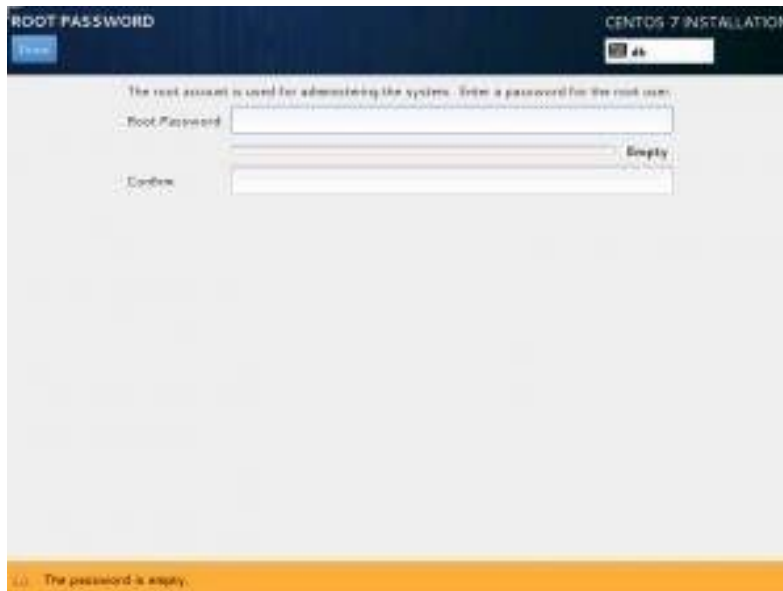 ROOT PASSWORD
CENTOS 7 INSTALLATION
Done
The root account is used for administering the system. Enter a password for the root user.
Root Password
Empty
Confirm
The password is empty.